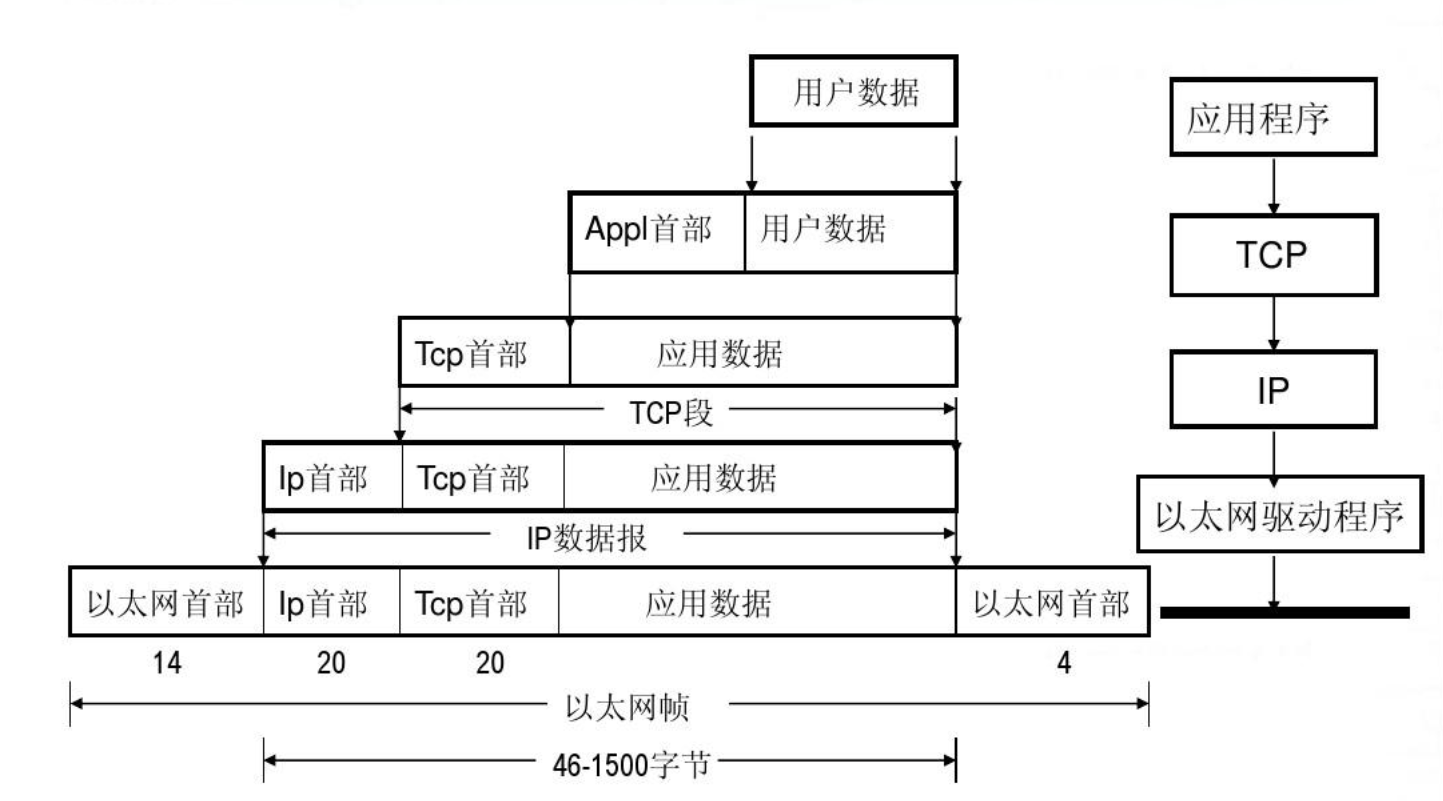 用户数据
应用程序
Appl首部 用户数据
TCP
Tcp首部 应用数据
TCP段
IP
Ip首部 Tcp首部 应用数据
IP数据报
以太网驱动程序
以太网首部 Ip首部 Tcp首部 应用数据 以太网首部
14 20 20 4
以太网帧
46-1500字节